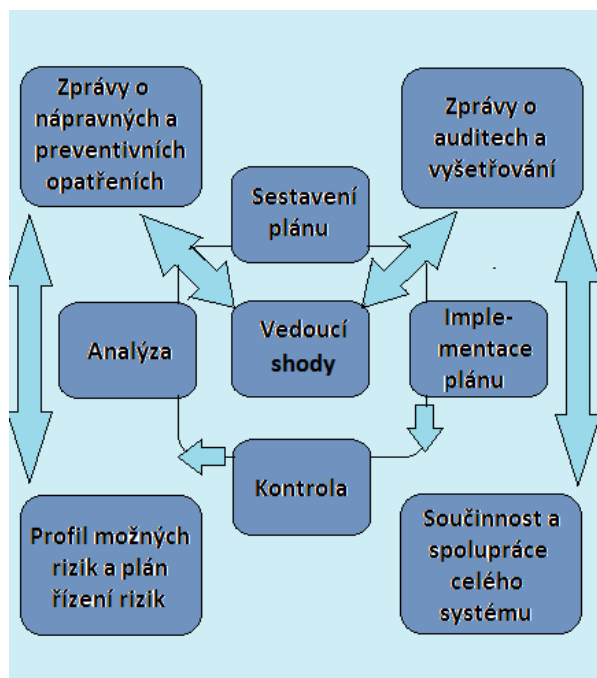 Zprávy o
nápravných a
preventivních
opatřeních
Zprávy o
auditech a
vyšetřování
Sestavení
plánu
Analýza
Vedoucí
shody
Imple-
mentace
plánu
Kontrola
Profil možných
rizik a plán
řízení rizik
Součinnost a
spolupráce
celého
systému